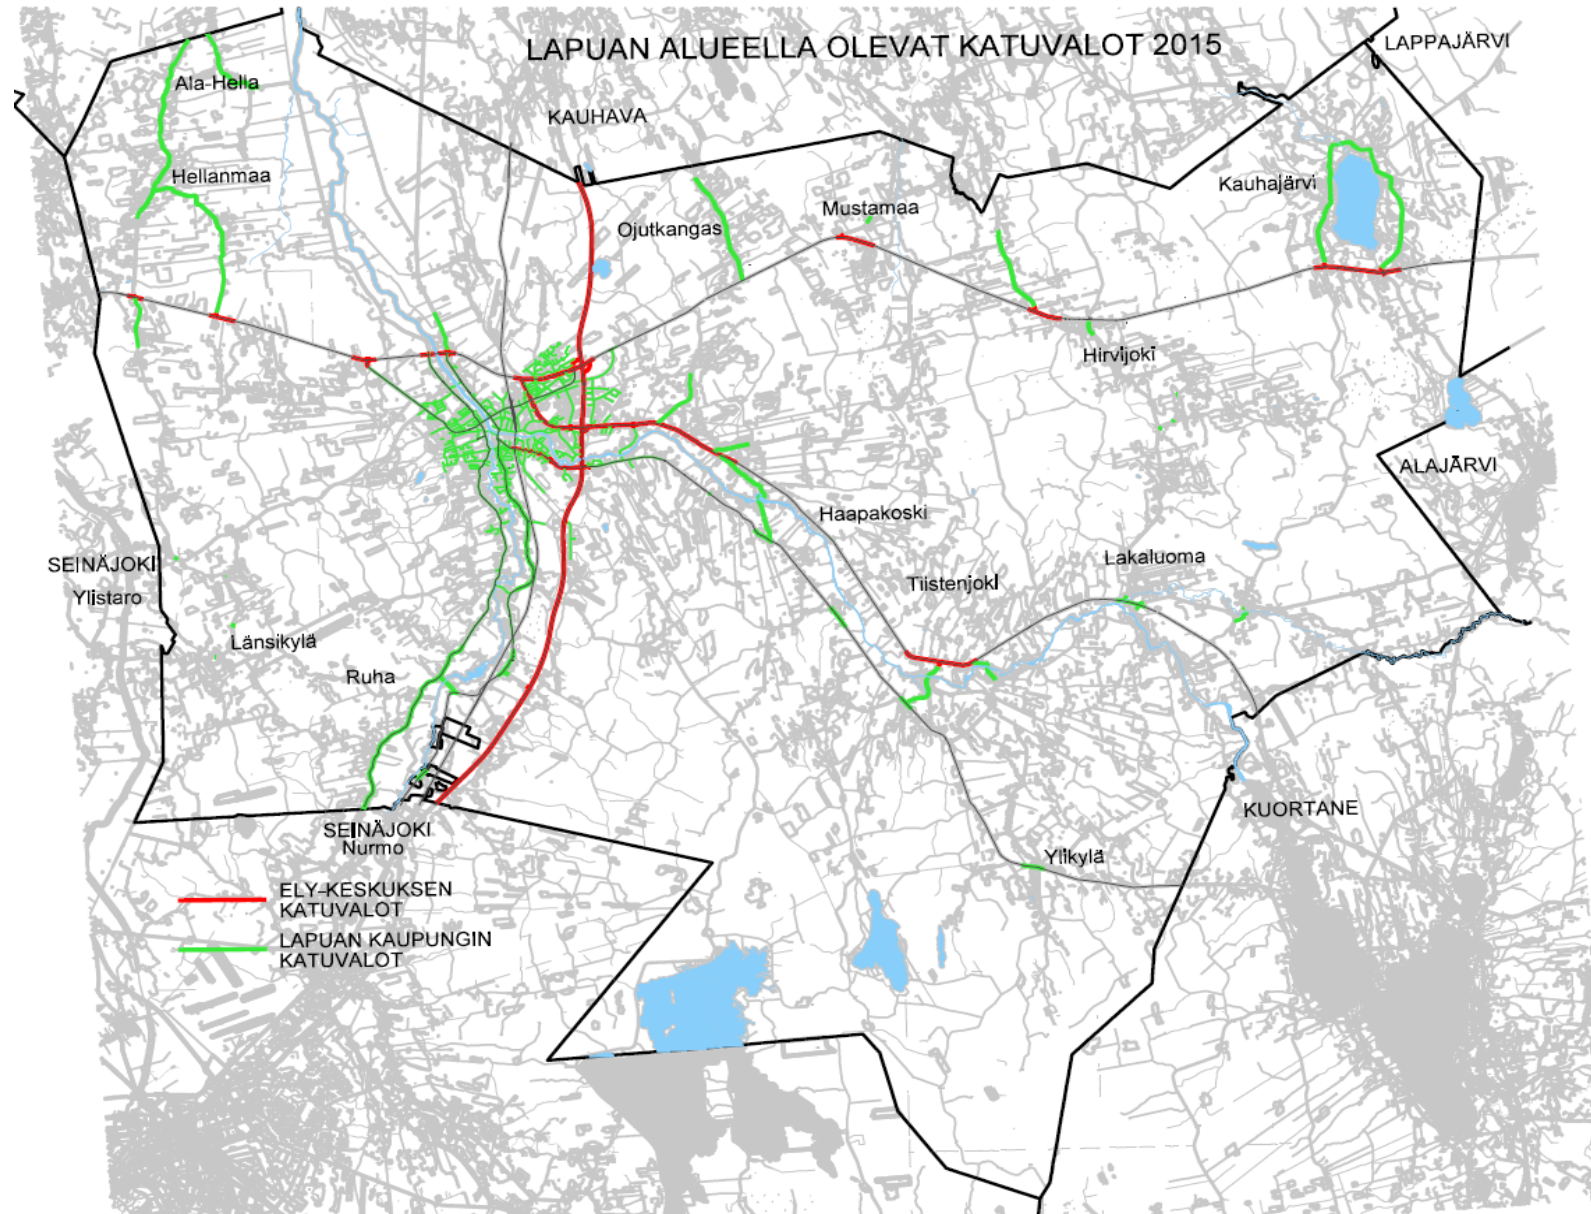 LAPUAN ALUEELLA OLEVAT KATUVALOT 2015
LAPPAJÄRVI
Ala-Hella
KAUHAVA
Hellanmaa
Kauhajärvi
Mustamaa
Ojutkangas
Hirvijoki
ALAJÄRVI
Haapakoski
SEINÄJOKI
Ylistaro
Lakaluoma
Tiistenjoki
Länsikylä
Ruha
KUORTANE
SEINÄJOKI
Nurmo
Ylikylä
ELY-KESKUKSEN
KATUVALOT
LAPUAN KAUPUNGIN
KATUVALOT